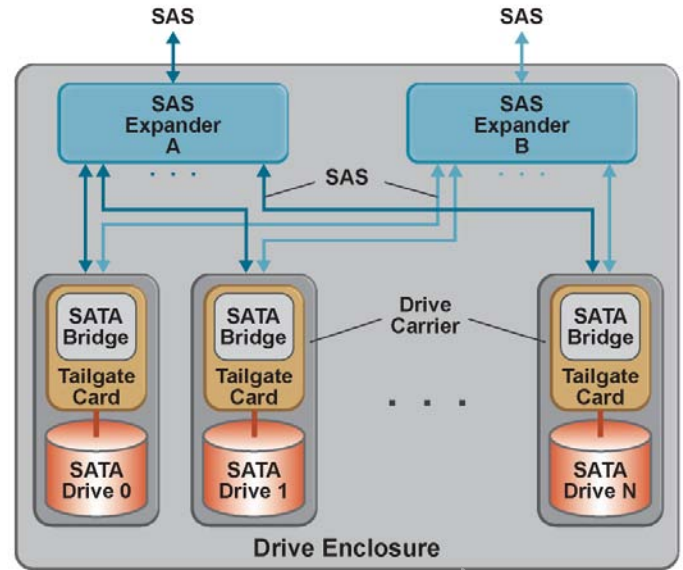 SAS
SAS
SAS
Expander
A
. . .
SAS
Expander
B
. . .
SAS
SATA
Bridge
Tailgate
Card
SATA
Drive 0
SATA
Bridge
Tailgate
Card
SATA
Drive 1
Drive
Carrier
. . .
SATA
Bridge
Tailgate
Card
SATA
Drive N
Drive Enclosure